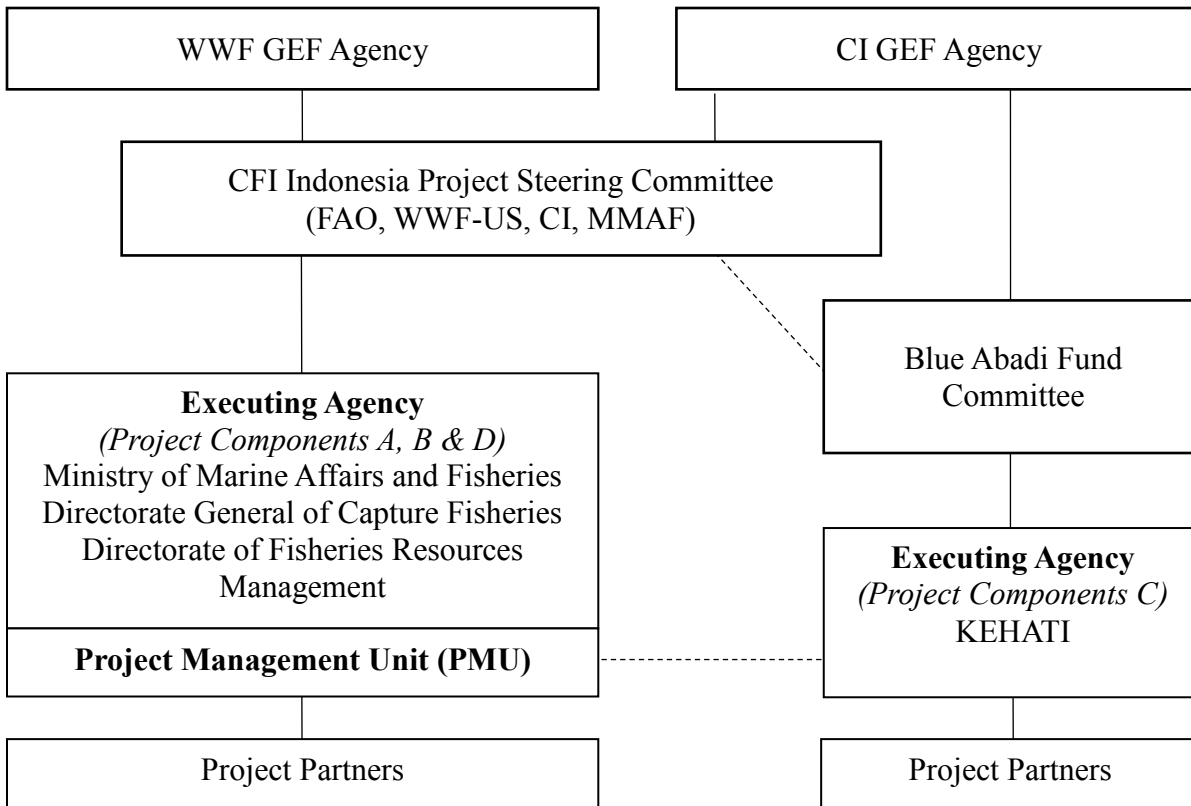 WWF GEF Agency
CI GEF Agency
CFI Indonesia Project Steering Committee
(FAO, WWF-US, CI, MMAF)
Blue Abadi Fund
Committee
Executing Agency
(Project Components A, B & D)
Ministry of Marine Affairs and Fisheries
Directorate General of Capture Fisheries
Directorate of Fisheries Resources
Management
Project Management Unit (PMU)
Executing Agency
(Project Components C)
KEHATI
Project Partners
Project Partners